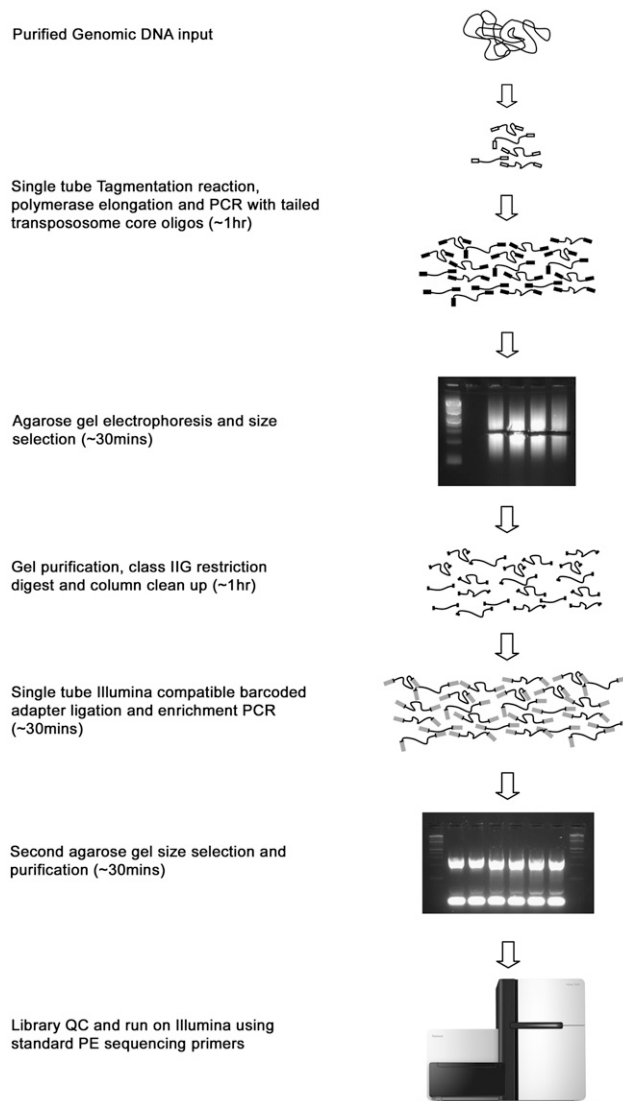 Purified Genomic DNA input
Single tube Tagmentation reaction,
polymerase elongation and PCR with tailed
transpososome core oligos (~1hr)
Agarose gel electrophoresis and size
selection (~30mins)
Gel purification, class IIG restriction
digest and column clean up (~1hr)
Single tube Illumina compatible barcoded
adapter ligation and enrichment PCR
(~30mins)
Second agarose gel size selection and
purification (~30mins)
Library QC and run on Illumina using
standard PE sequencing primers